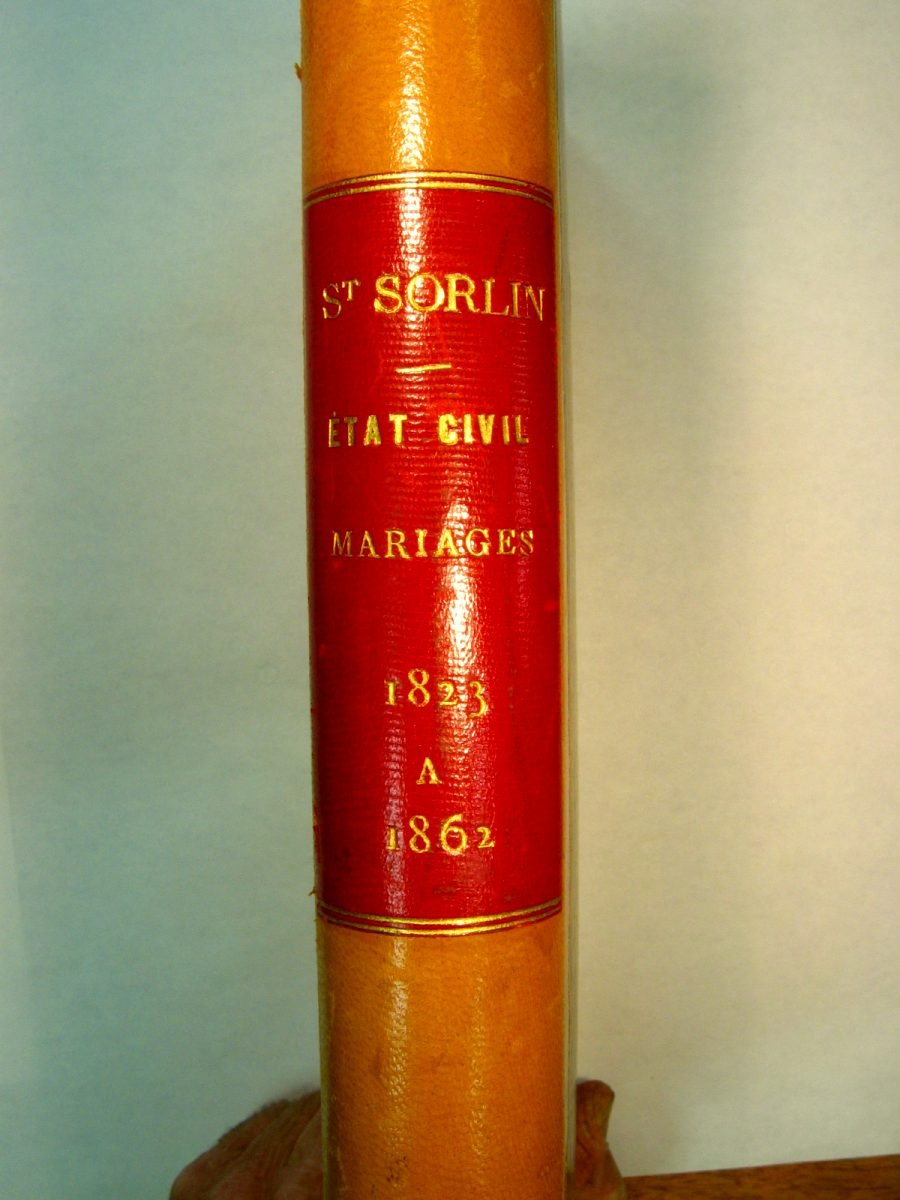 ST SORLIN
ÉTAT CIVIL
MARIAGES
1823
A
1862